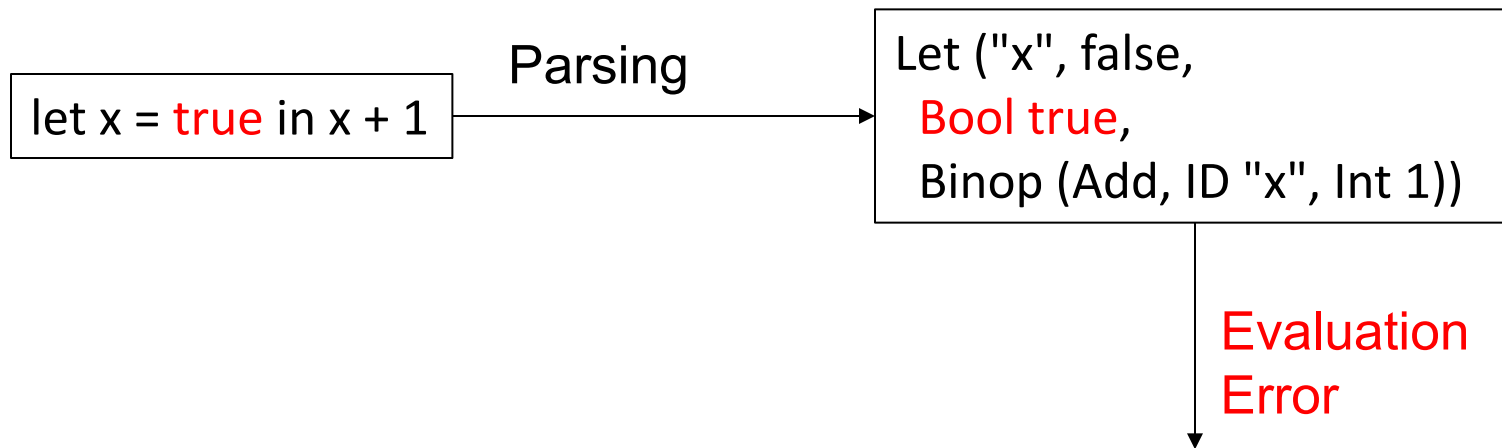 let x = true in x + 1
Parsing
Let ("x", false,
Bool true,
Binop (Add, ID "x", Int 1))
Evaluation
Error